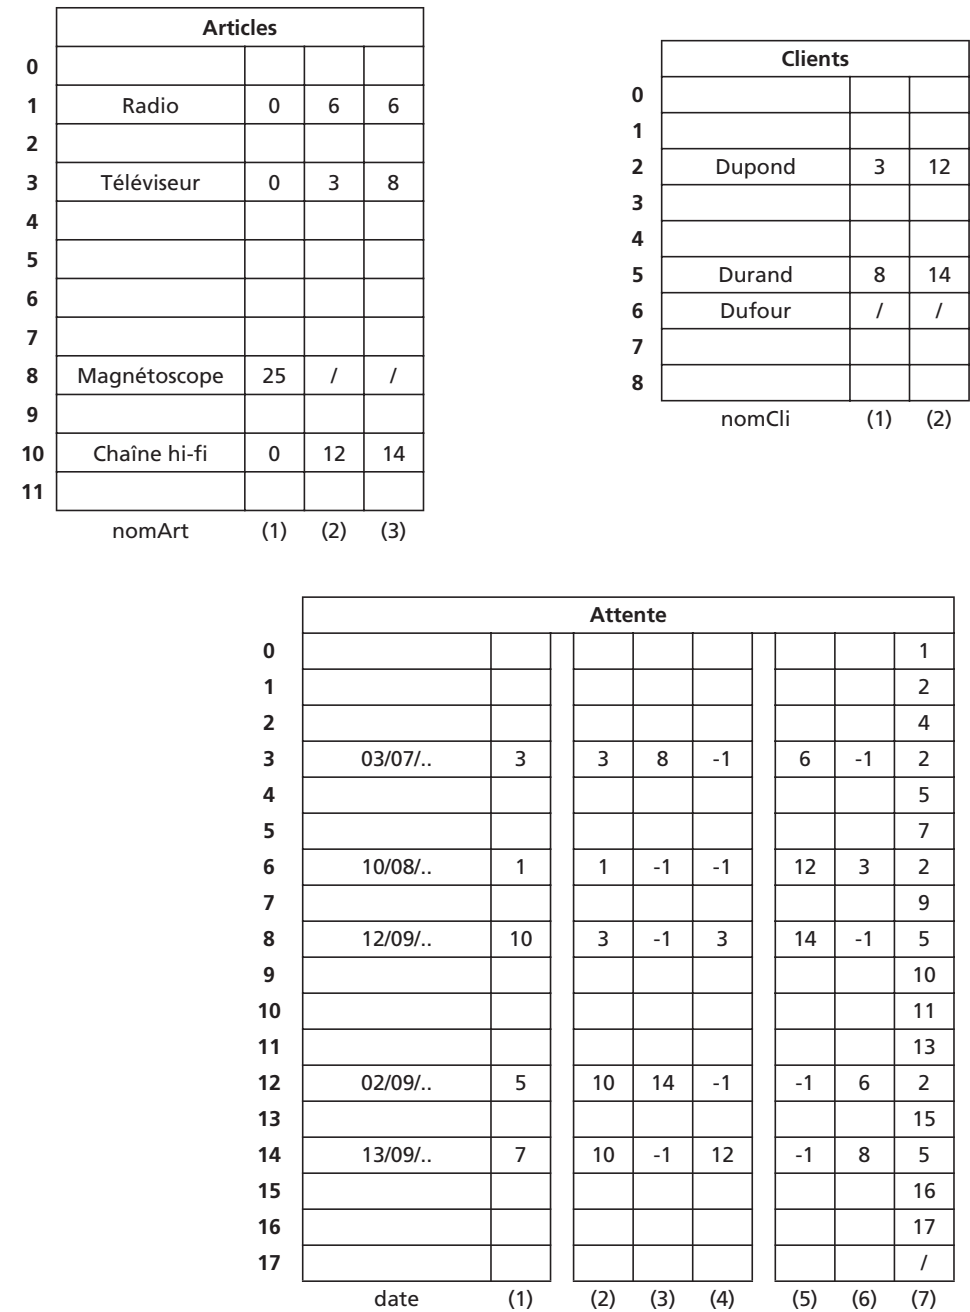 Articles
0
1 Radio 0 6 6
2
3 Téléviseur 0 3 8
4
5
6
7
8 Magnétoscope 25 / /
9
10 Chaîne hi-fi 0 12 14
11
nomArt (1) (2) (3)
Clients
0
1
2 Dupond 3 12
3
4
5 Durand 8 14
6 Dufour / /
7
8
nomCli (1) (2)
Attente
0 1
1 2
2 4
3 03/07/.. 3 3 8 -1 6 -1 2
4 5
5 7
6 10/08/.. 1 1 -1 -1 12 3 2
7 9
8 12/09/.. 10 3 -1 3 14 -1 5
9 10
10 11
11 13
12 02/09/.. 5 10 14 -1 -1 6 2
13 15
14 13/09/.. 7 10 -1 12 -1 8 5
15 16
16 17
17 /
date (1) (2) (3) (4) (5) (6) (7)